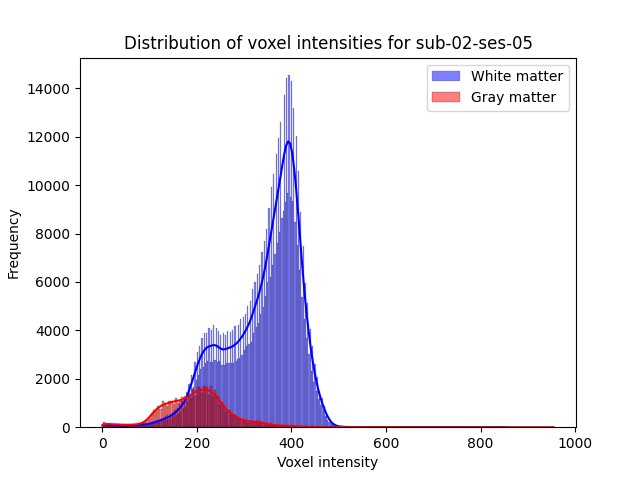 Distribution of voxel intensities for sub-02-ses-05
White matter
Gray matter
14000
12000
10000
8000
6000
4000
2000
0
Frequency
0 200 400 600 800 1000
Voxel intensity